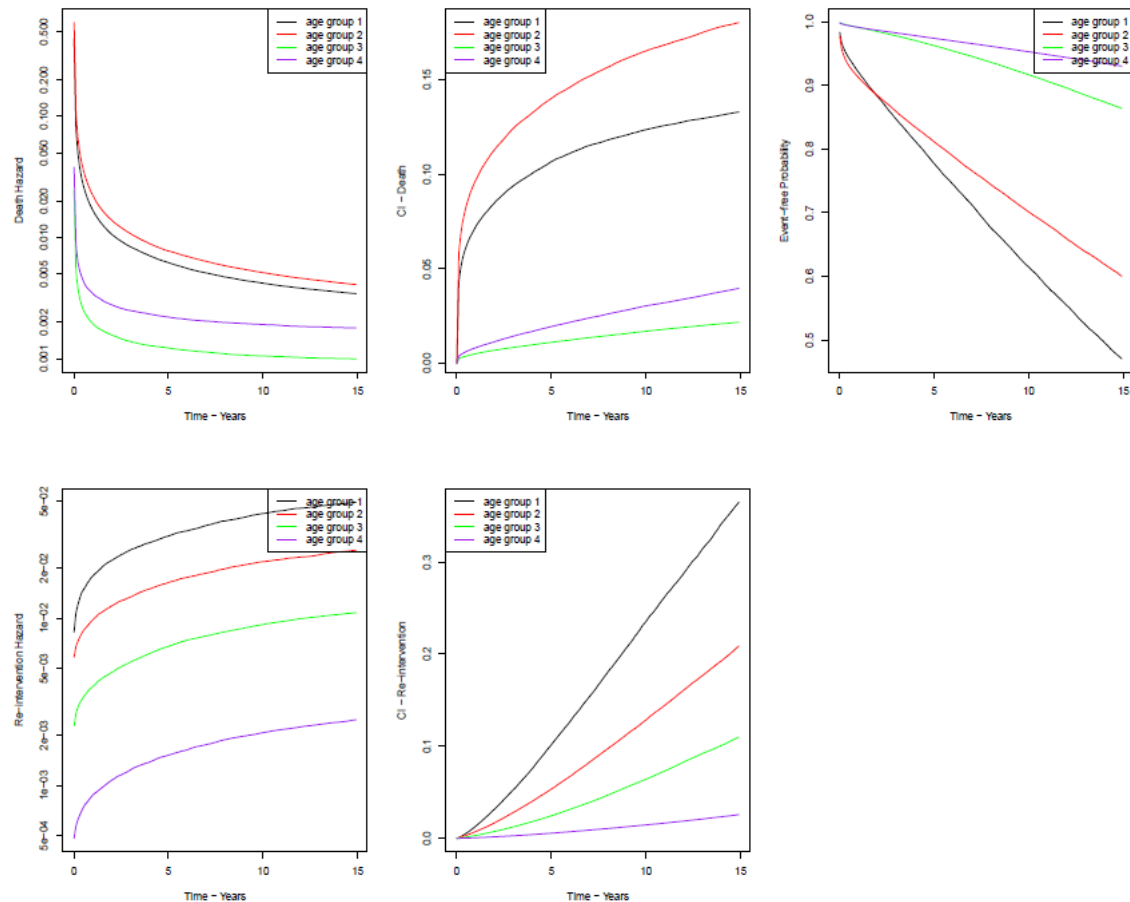 age group 1
age group 2
age group 3
age group 4
Death Hazard
0.500
0.200
0.100
0.050
0.020
0.010
0.005
0.002
0.001
0 5 10 15
Time - Years
age group 1
age group 2
age group 3
age group 4
CI - Death
0.15
0.10
0.05
0.00
0 5 10 15
Time - Years
age group 1
age group 2
age group 3
age group 4
Event-free Probability
1.0
0.9
0.8
0.7
0.6
0.5
0 5 10 15
Time - Years
age group 1
age group 2
age group 3
age group 4
Re-intervention Hazard
5e-02
2e-02
1e-02
5e-03
2e-03
1e-03
5e-04
0 5 10 15
Time - Years
age group 1
age group 2
age group 3
age group 4
CI - Re-intervention
0.3
0.2
0.1
0.0
0 5 10 15
Time - Years